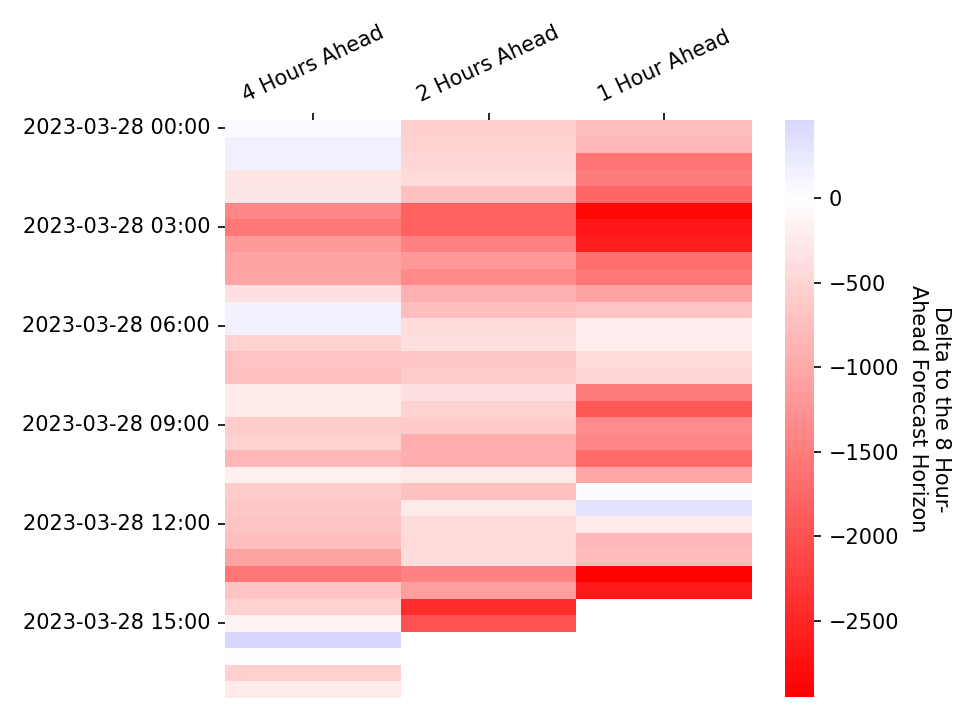 4 Hours Ahead
2 Hours Ahead
1 Hour Ahead
2023-03-28 00:00
2023-03-28 03:00
2023-03-28 06:00
2023-03-28 09:00
2023-03-28 12:00
2023-03-28 15:00
0
−500
−1000
−1500
−2000
−2500
Delta to the 8 Hour-
Ahead Forecast Horizon